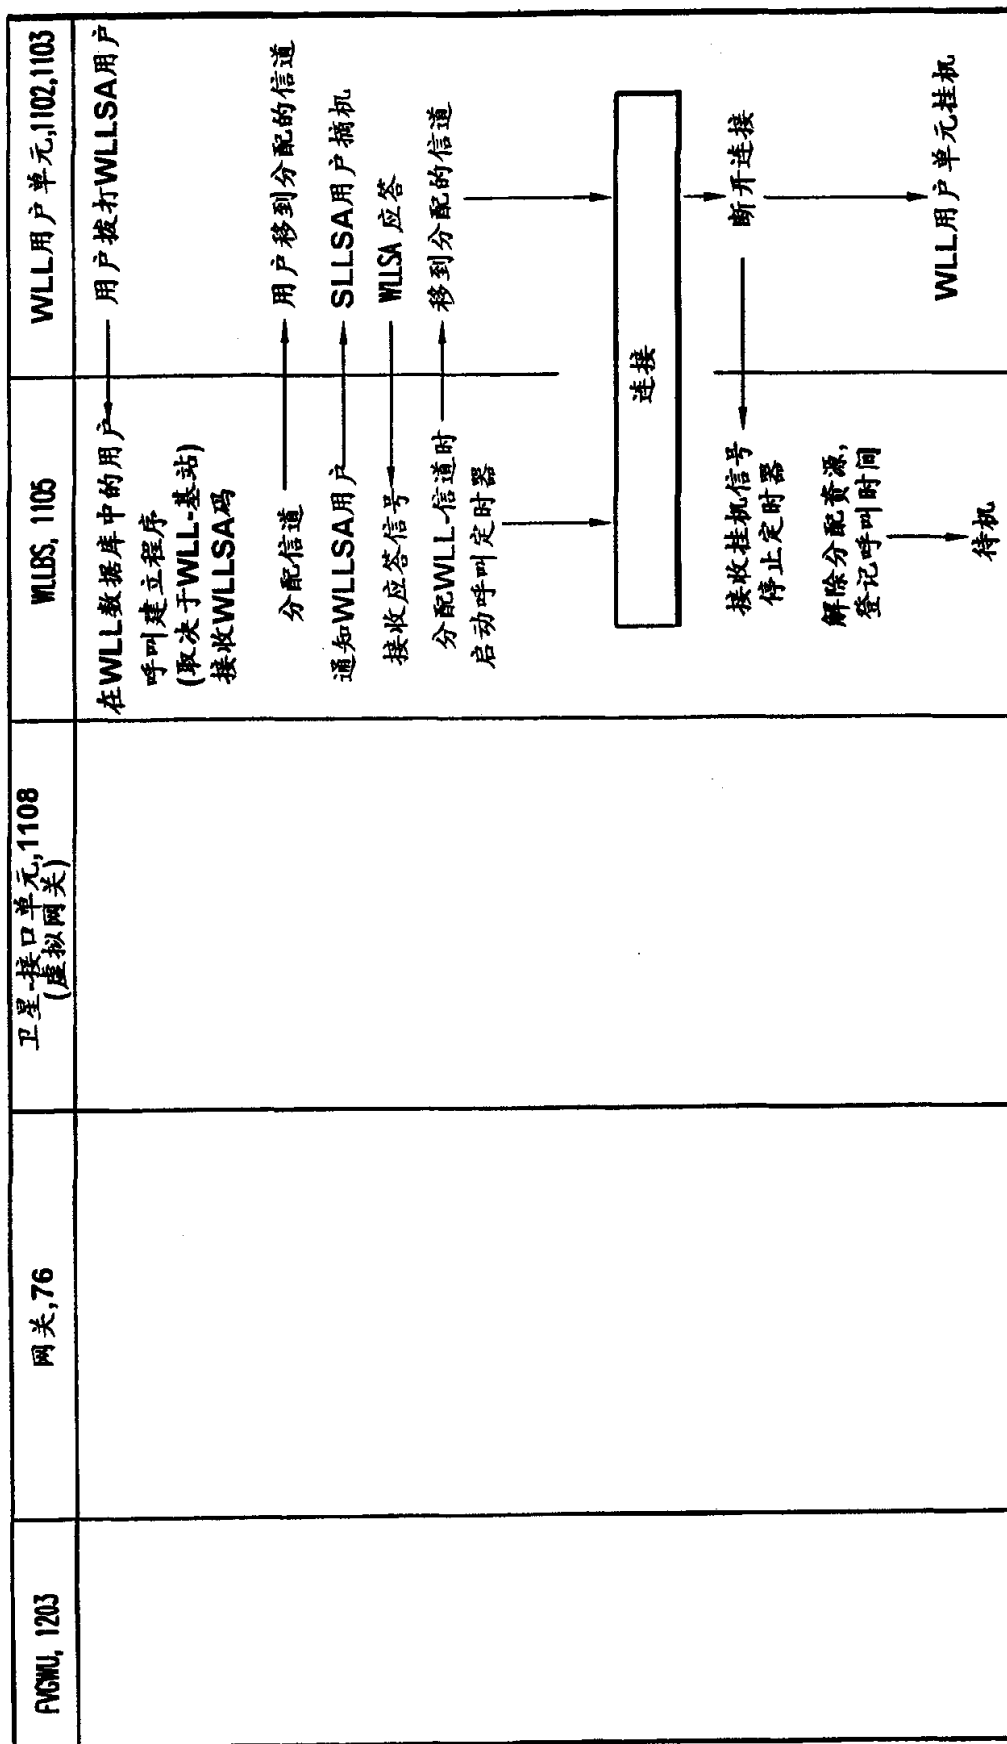 FVGWU, 1203
网关,76
卫星-接口单元,1108
(虚拟网关)
WLLBS, 1105
WLL用户单元,1102,1103
用户拨打WLLSA用户
在WLL数据库中的用户
呼叫建立程序
(取决于WLL-基站)
接收WLLSA码
分配信道
用户移到分配的信道
通知WLLSA用户
SLLSA用户摘机
接收应答信号
WLLSA 应答
分配WLL-信道时
启动呼叫定时器
移到分配的信道
连接
断开连接
接收挂机信号
停止定时器
解除分配资源,
登记呼叫时间
待机
WLL用户单元挂机